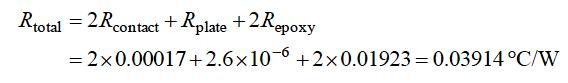 R_total = 2R_contact + R_plate + 2R_epoxy
= 2×0.00017+2.6×10⁻⁶ +2×0.01923=0.03914 °C/W